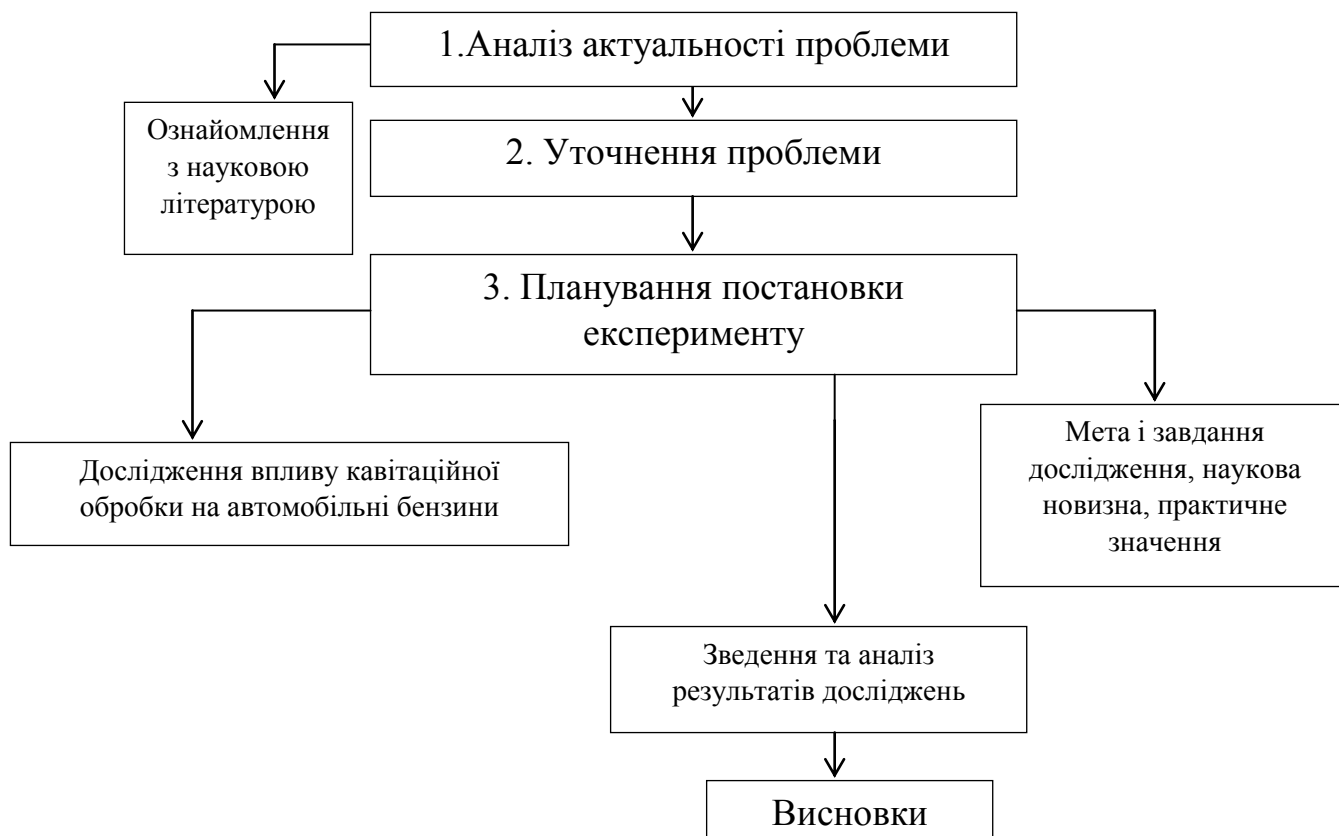 1.Аналіз актуальності проблеми
Ознайомлення
з науковою
літературою
2. Уточнення проблеми
3. Планування постановки
експерименту
Дослідження впливу кавітаційної
обробки на автомобільні бензини
Мета і завдання
дослідження, наукова
новизна, практичне
значення
Зведення та аналіз
результатів досліджень
Висновки